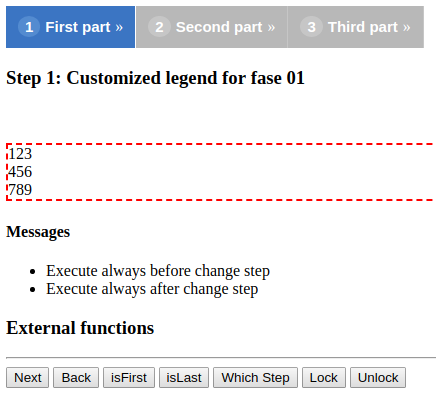 1 First part » 2 Second part » 3 Third part »
Step 1: Customized legend for fase 01
123
456
789
Messages
Execute always before change step
Execute always after change step
External functions
Next Back isFirst isLast Which Step Lock Unlock